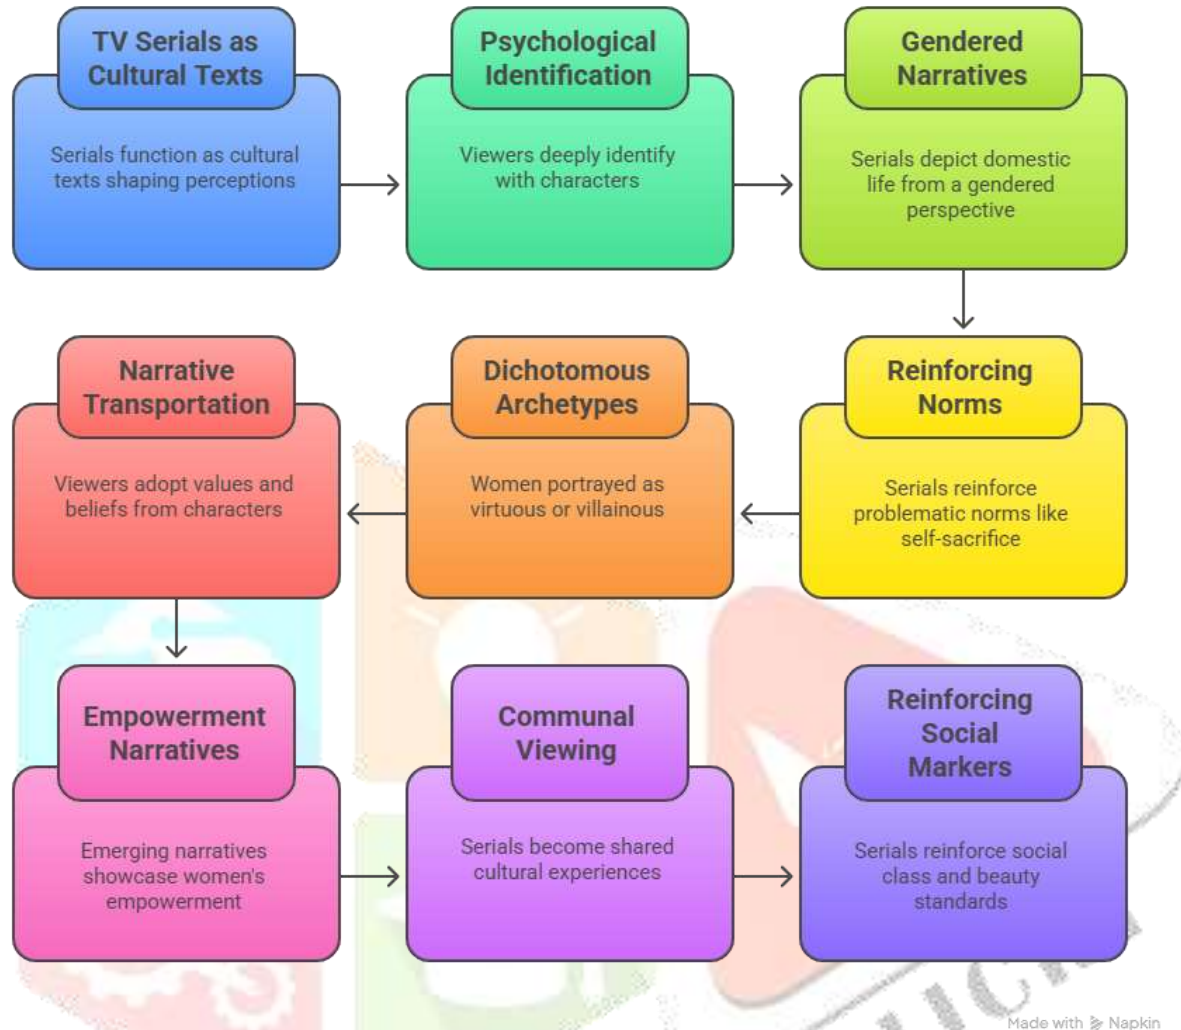 TV Serials as
Cultural Texts
Serials function as cultural
texts shaping perceptions
Psychological
Identification
Viewers deeply identify
with characters
Gendered
Narratives
Serials depict domestic
life from a gendered
perspective
Reinforcing
Norms
Serials reinforce
problematic norms like
self-sacrifice
Dichotomous
Archetypes
Women portrayed as
virtuous or villainous
Narrative
Transportation
Viewers adopt values and
beliefs from characters
Empowerment
Narratives
Emerging narratives
showcase women's
empowerment
Communal
Viewing
Serials become shared
cultural experiences
Reinforcing
Social
Markers
Serials reinforce social
class and beauty
standards
Made with Napkin